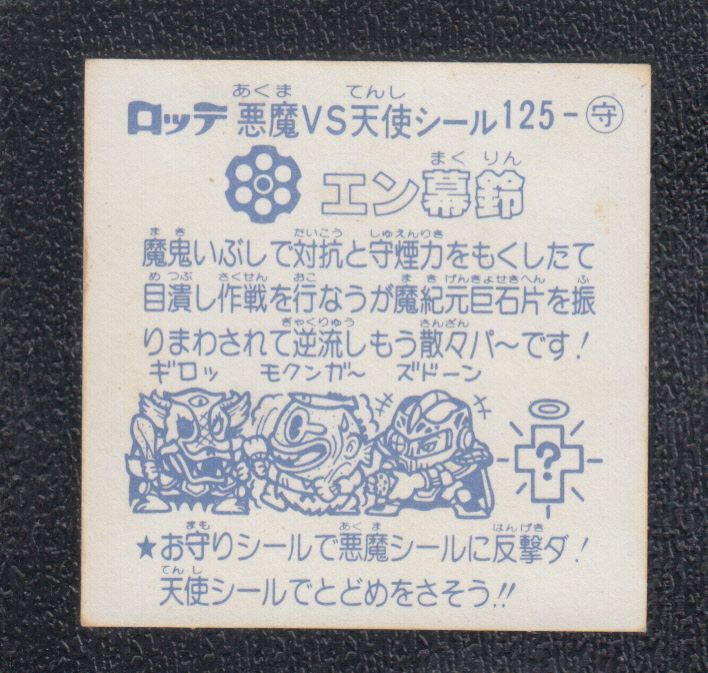 あくま てんし
ロッテ 悪魔VS天使シール 125-守
まく りん
エン幕鈴
まき だいこう しゅえんりき
魔鬼いぶしで対抗と守煙力をもくしたて
めつぶ さくせん おこ まきげんきょせきへん ふ
目潰し作戦を行なうが魔紀元巨石片を振
ぎゃくりゅう さんざん
りまわされて逆流しもう散々パ〜です!
ギロッ モクンガ〜 ズドーン
?
まも あくま はんげき
★お守りシールで悪魔シールに反撃ダ!
てんし
天使シールでとどめをさそう!!